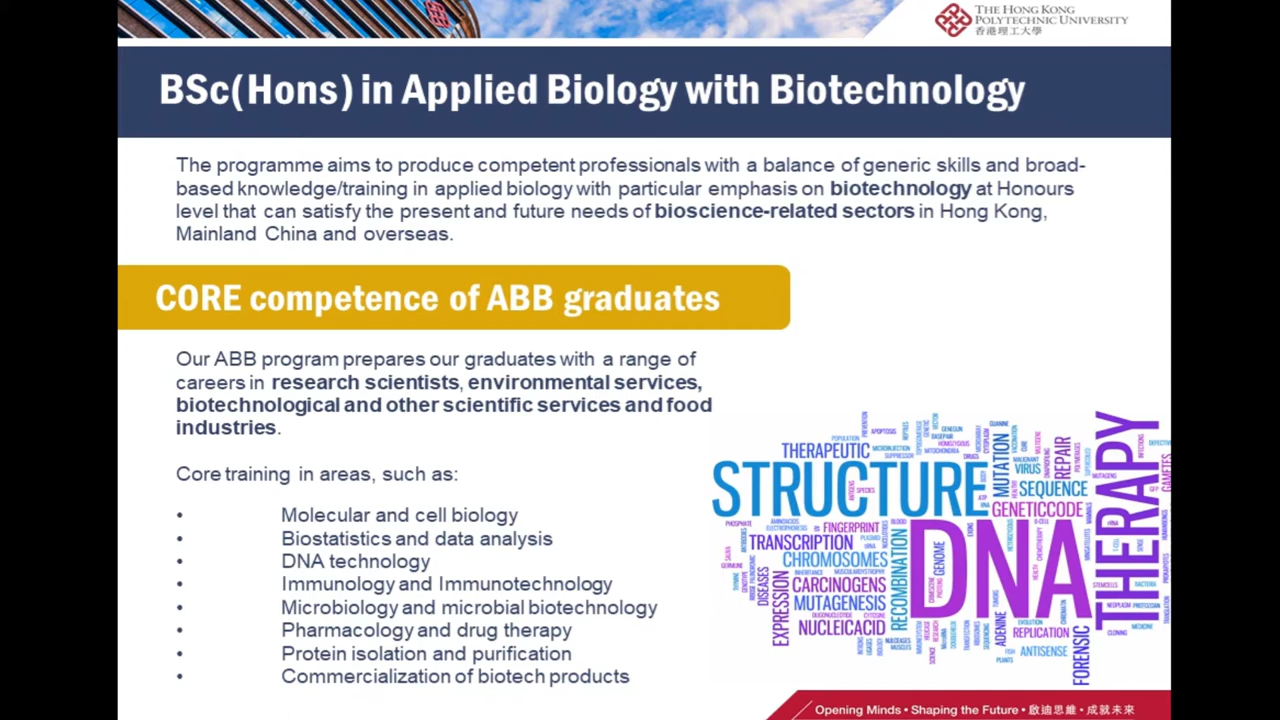 THE HONG KONG
POLYTECHNIC UNIVERSITY
香港理工大學
BSc(Hons) in Applied Biology with Biotechnology
The programme aims to produce competent professionals with a balance of generic skills and broad-
based knowledge/training in applied biology with particular emphasis on biotechnology at Honours
level that can satisfy the present and future needs of bioscience-related sectors in Hong Kong,
Mainland China and overseas.
CORE competence of ABB graduates
Our ABB program prepares our graduates with a range of
careers in research scientists, environmental services,
biotechnological and other scientific services and food
industries.
Core training in areas, such as:
• Molecular and cell biology
• Biostatistics and data analysis
• DNA technology
• Immunology and Immunotechnology
• Microbiology and microbial biotechnology
• Pharmacology and drug therapy
• Protein isolation and purification
• Commercialization of biotech products
THERAPEUTIC
STRUCTURE
MUTATION
VIRUS
REPAIR
SEQUENCE
GENETICCODE
THERAPY
GAMETES
FINGERPRINT
TRANSCRIPTION
CHROMOSOMES
CARCINOGENS
MUTAGENESIS
NUCLEICACID
DISEASES
EXPRESSION
RECOMBINATION
GENOME
DNA
ADENINE
REPLICATION
ANTISENSE
FORENSIC
CLONING
MEDICINE
Opening Minds • Shaping the Future • 啟迪思維 • 成就未來